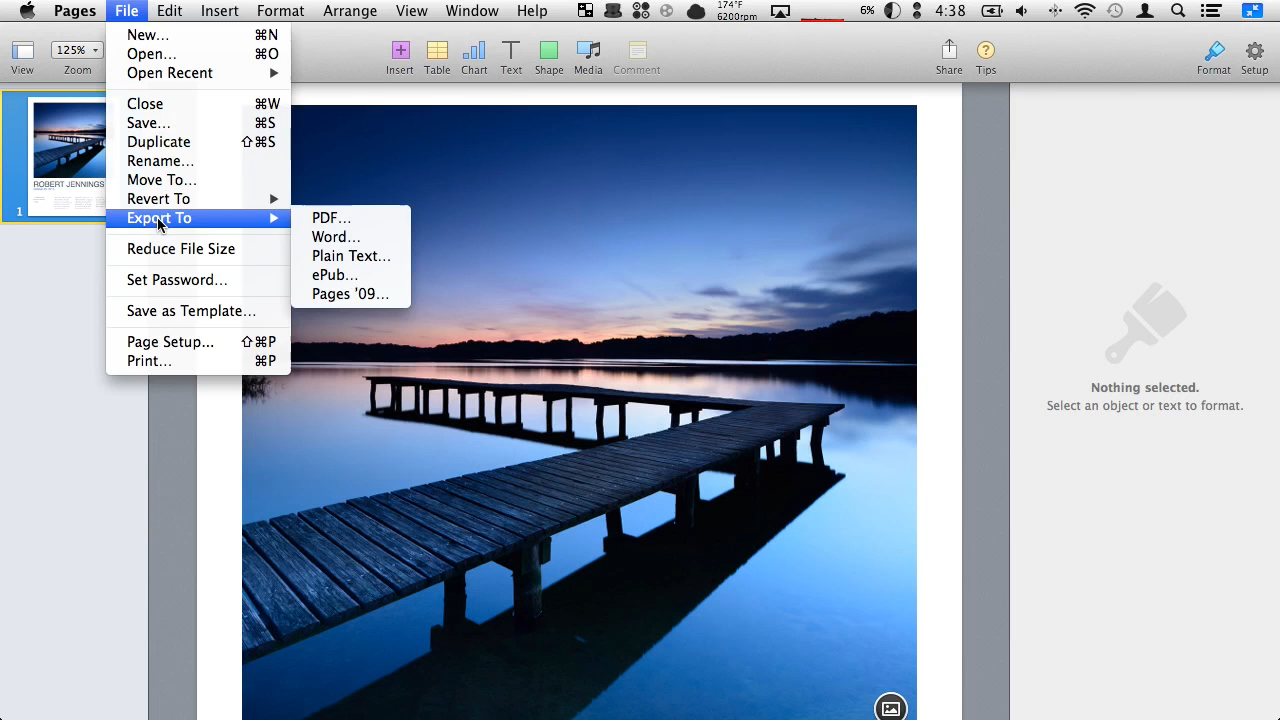 Pages File Edit Insert Format Arrange View Window Help 174°F 6200rpm 6% 4:38
125%
View Zoom Insert Table Chart Text Shape Media Comment Share Tips Format Setup
New... ⌘N
Open... ⌘O
Open Recent
Close ⌘W
Save... ⌘S
Duplicate ⇧⌘S
Rename...
Move To...
Revert To
Export To
Reduce File Size
Set Password...
Save as Template...
Page Setup... ⇧⌘P
Print... ⌘P
PDF...
Word...
Plain Text...
ePub...
Pages '09...
ROBERT JENNINGS
1
Nothing selected.
Select an object or text to format.